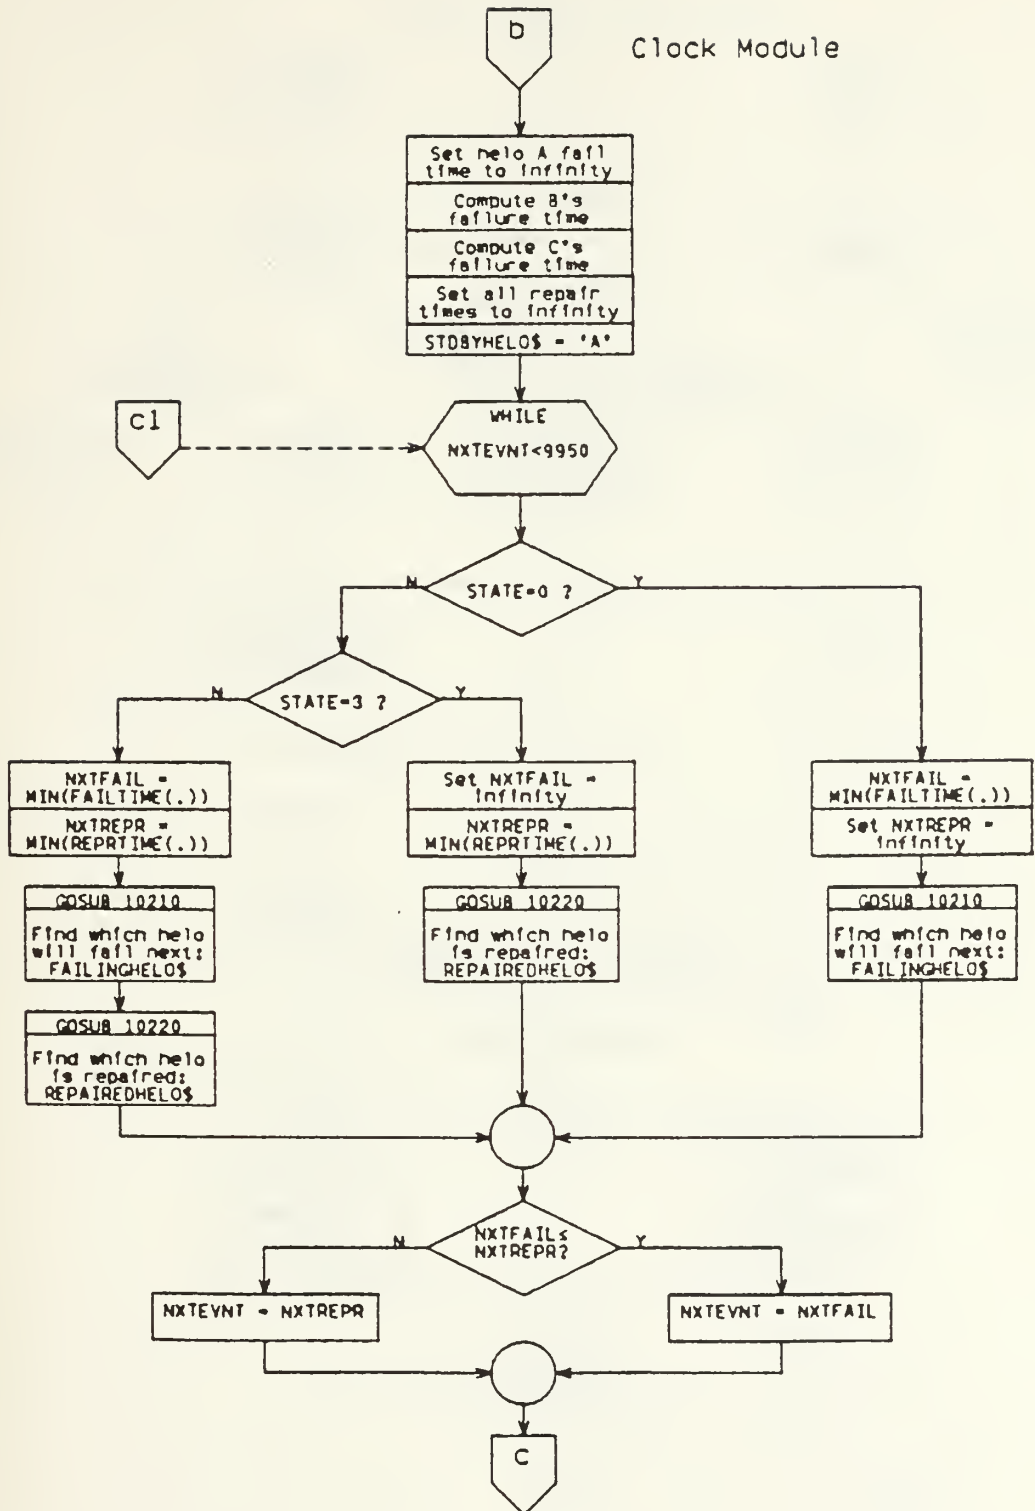 b
Clock Module
Set helo A fail
time to infinity
Compute B's
failure time
Compute C's
failure time
Set all repair
times to infinity
STDBYHELO$ = 'A'
c1
WHILE
NXTEVNT<9950
N
STATE=0 ?
Y
N
STATE=3 ?
Y
NXTFAIL =
MIN(FAILTIME(.))
NXTREPR =
MIN(REPRTIME(.))
Set NXTFAIL =
infinity
NXTREPR =
MIN(REPRTIME(.))
NXTFAIL =
MIN(FAILTIME(.))
Set NXTREPR =
infinity
GOSUB 10210
Find which helo
will fail next:
FAILINGHELO$
GOSUB 10220
Find which helo
is repaired:
REPAIREDHELO$
GOSUB 10210
Find which helo
will fail next:
FAILINGHELO$
GOSUB 10220
Find which helo
is repaired:
REPAIREDHELO$
N
NXTFAIL≤
NXTREPR?
Y
NXTEVNT = NXTREPR
NXTEVNT = NXTFAIL
c